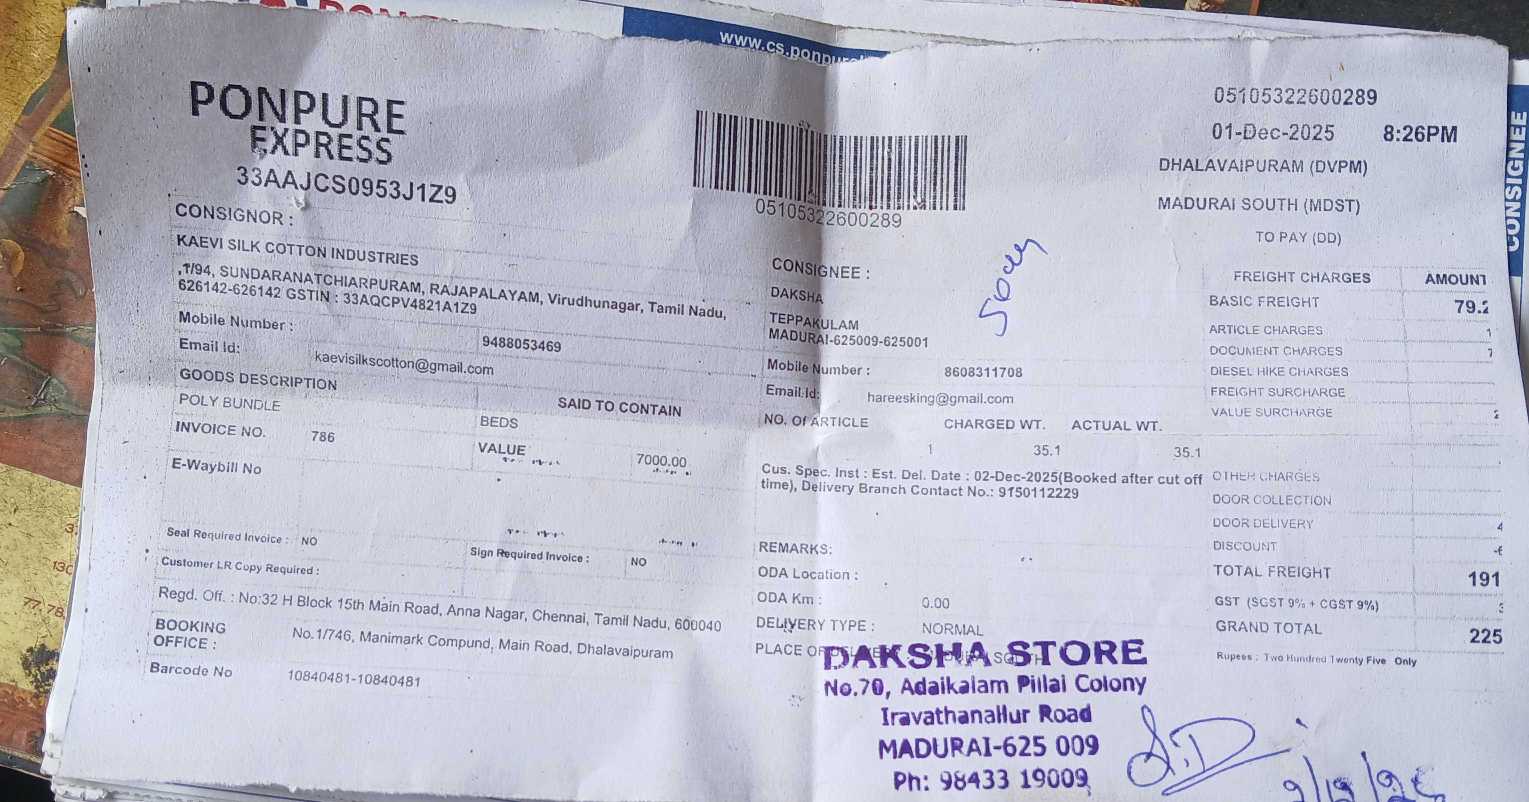 www.cs.ponpure
CONSIGNEE
PONPURE
EXPRESS
33AAJCS0953J1Z9
05105322600289
05105322600289
01-Dec-2025 8:26PM
DHALAVAIPURAM (DVPM)
MADURAI SOUTH (MDST)
TO PAY (DD)
CONSIGNOR :
KAEVI SILK COTTON INDUSTRIES
,1/94, SUNDARANATCHIARPURAM, RAJAPALAYAM, Virudhunagar, Tamil Nadu,
626142-626142 GSTIN : 33AQCPV4821A1Z9
Mobile Number : 9488053469
Email Id: kaevisilkscotton@gmail.com
GOODS DESCRIPTION SAID TO CONTAIN
POLY BUNDLE BEDS
INVOICE NO. 786 VALUE 7000.00
E-Waybill No
Seal Required Invoice : NO Sign Required Invoice : NO
Customer LR Copy Required :
Regd. Off. : No:32 H Block 15th Main Road, Anna Nagar, Chennai, Tamil Nadu, 600040
BOOKING
OFFICE : No.1/746, Manimark Compund, Main Road, Dhalavaipuram
Barcode No 10840481-10840481
CONSIGNEE :
DAKSHA
TEPPAKULAM
MADURAI-625009-625001
Mobile Number : 8608311708
Email Id: hareesking@gmail.com
NO. Of ARTICLE CHARGED WT. ACTUAL WT.
1 35.1 35.1
Cus. Spec. Inst : Est. Del. Date : 02-Dec-2025(Booked after cut off
time), Delivery Branch Contact No.: 9150112229
REMARKS:
ODA Location :
ODA Km : 0.00
DELIVERY TYPE : NORMAL
PLACE OF
FREIGHT CHARGES AMOUNT
BASIC FREIGHT 79.2
ARTICLE CHARGES 1
DOCUMENT CHARGES
DIESEL HIKE CHARGES
FREIGHT SURCHARGE
VALUE SURCHARGE
OTHER CHARGES
DOOR COLLECTION
DOOR DELIVERY 4
DISCOUNT
TOTAL FREIGHT 191
GST (SGST 9% + CGST 9%)
GRAND TOTAL 225
Rupees : Two Hundred Twenty Five Only
DAKSHA STORE
No.70, Adaikalam Pillai Colony
Iravathanallur Road
MADURAI-625 009
Ph: 98433 19009